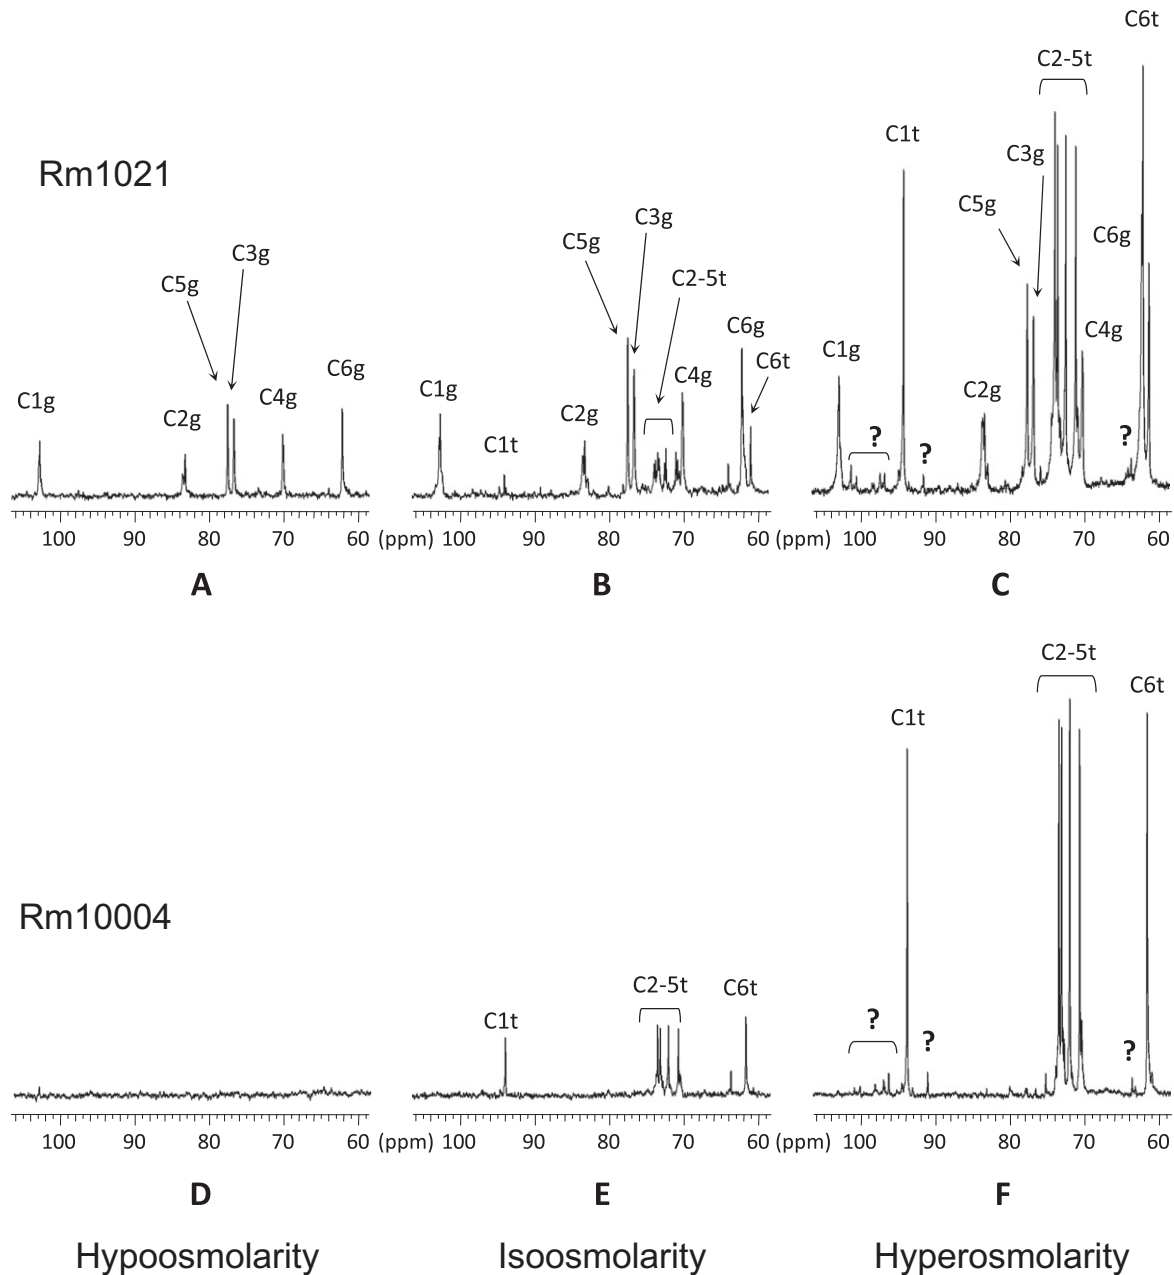 C6t
C2-5t
C1t
Rm1021
C3g
C5g
C3g
C3g
C5g
C6g
C5g
C2-5t
C6g
C4g
C1g
C6g
C6t
C4g
C1g
C2g
C1g
C4g
C2g
C2g
C1t
?
?
?
100 90 80 70 60 (ppm) 100 90 80 70 60 (ppm) 100 90 80 70 60
A B C
C2-5t
C6t
C1t
Rm10004
C2-5t
C6t
C1t
?
?
?
100 90 80 70 60 (ppm) 100 90 80 70 60 (ppm) 100 90 80 70 60
D E F
Hypoosmolarity Isoosmolarity Hyperosmolarity